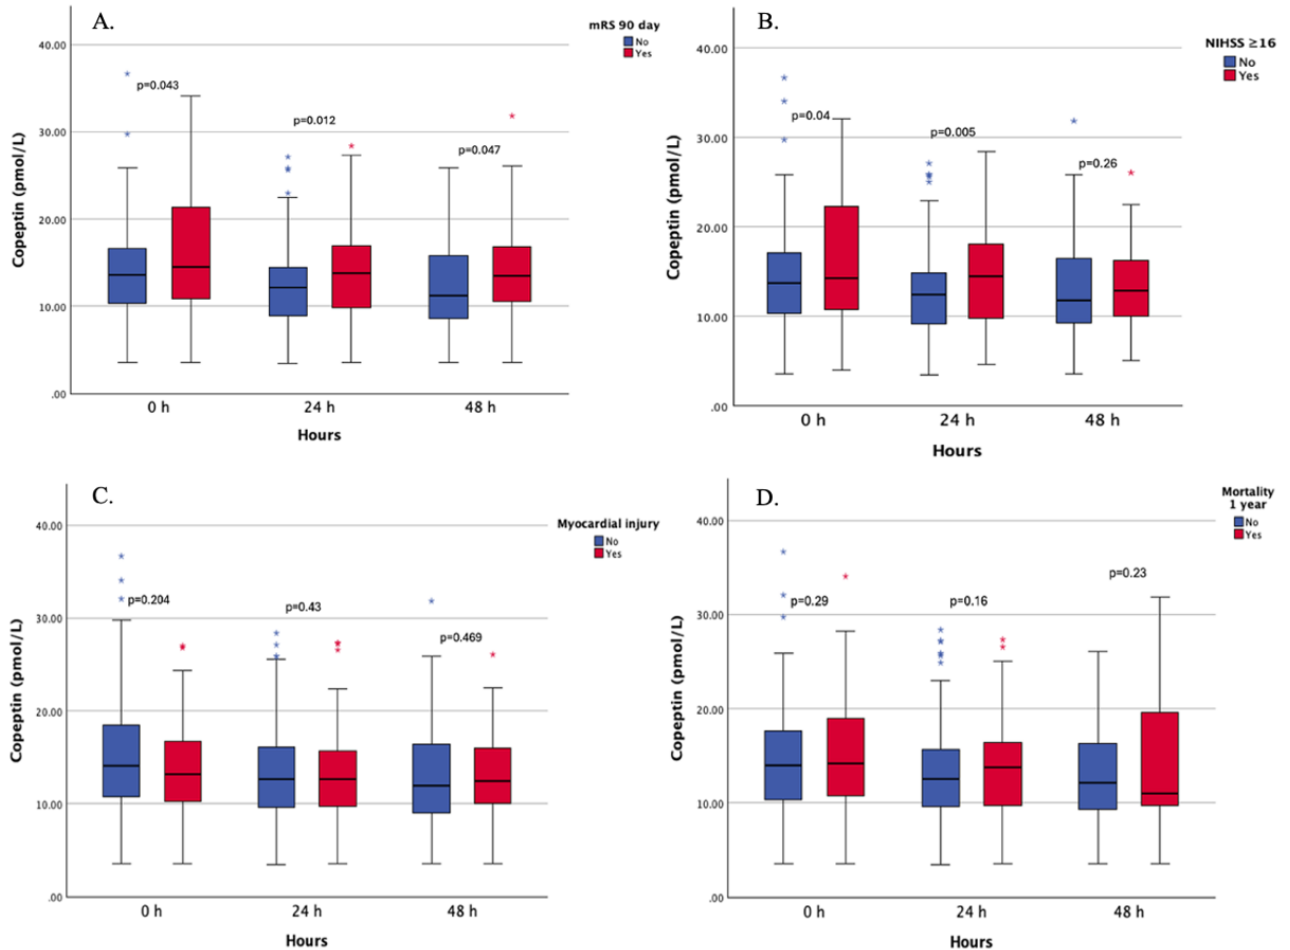 A.
mRS 90 day
No
Yes
40.00
30.00
20.00
10.00
.00
Copeptin (pmol/L)
p=0.043
p=0.012
p=0.047
0 h
24 h
48 h
Hours
B.
NIHSS ≥16
No
Yes
40.00
30.00
20.00
10.00
.00
Copeptin (pmol/L)
p=0.04
p=0.005
p=0.26
0 h
24 h
48 h
Hours
C.
Myocardial injury
No
Yes
40.00
30.00
20.00
10.00
.00
Copeptin (pmol/L)
p=0.204
p=0.43
p=0.469
0 h
24 h
48 h
Hours
D.
Mortality
1 year
No
Yes
40.00
30.00
20.00
10.00
.00
Copeptin (pmol/L)
p=0.29
p=0.16
p=0.23
0 h
24 h
48 h
Hours